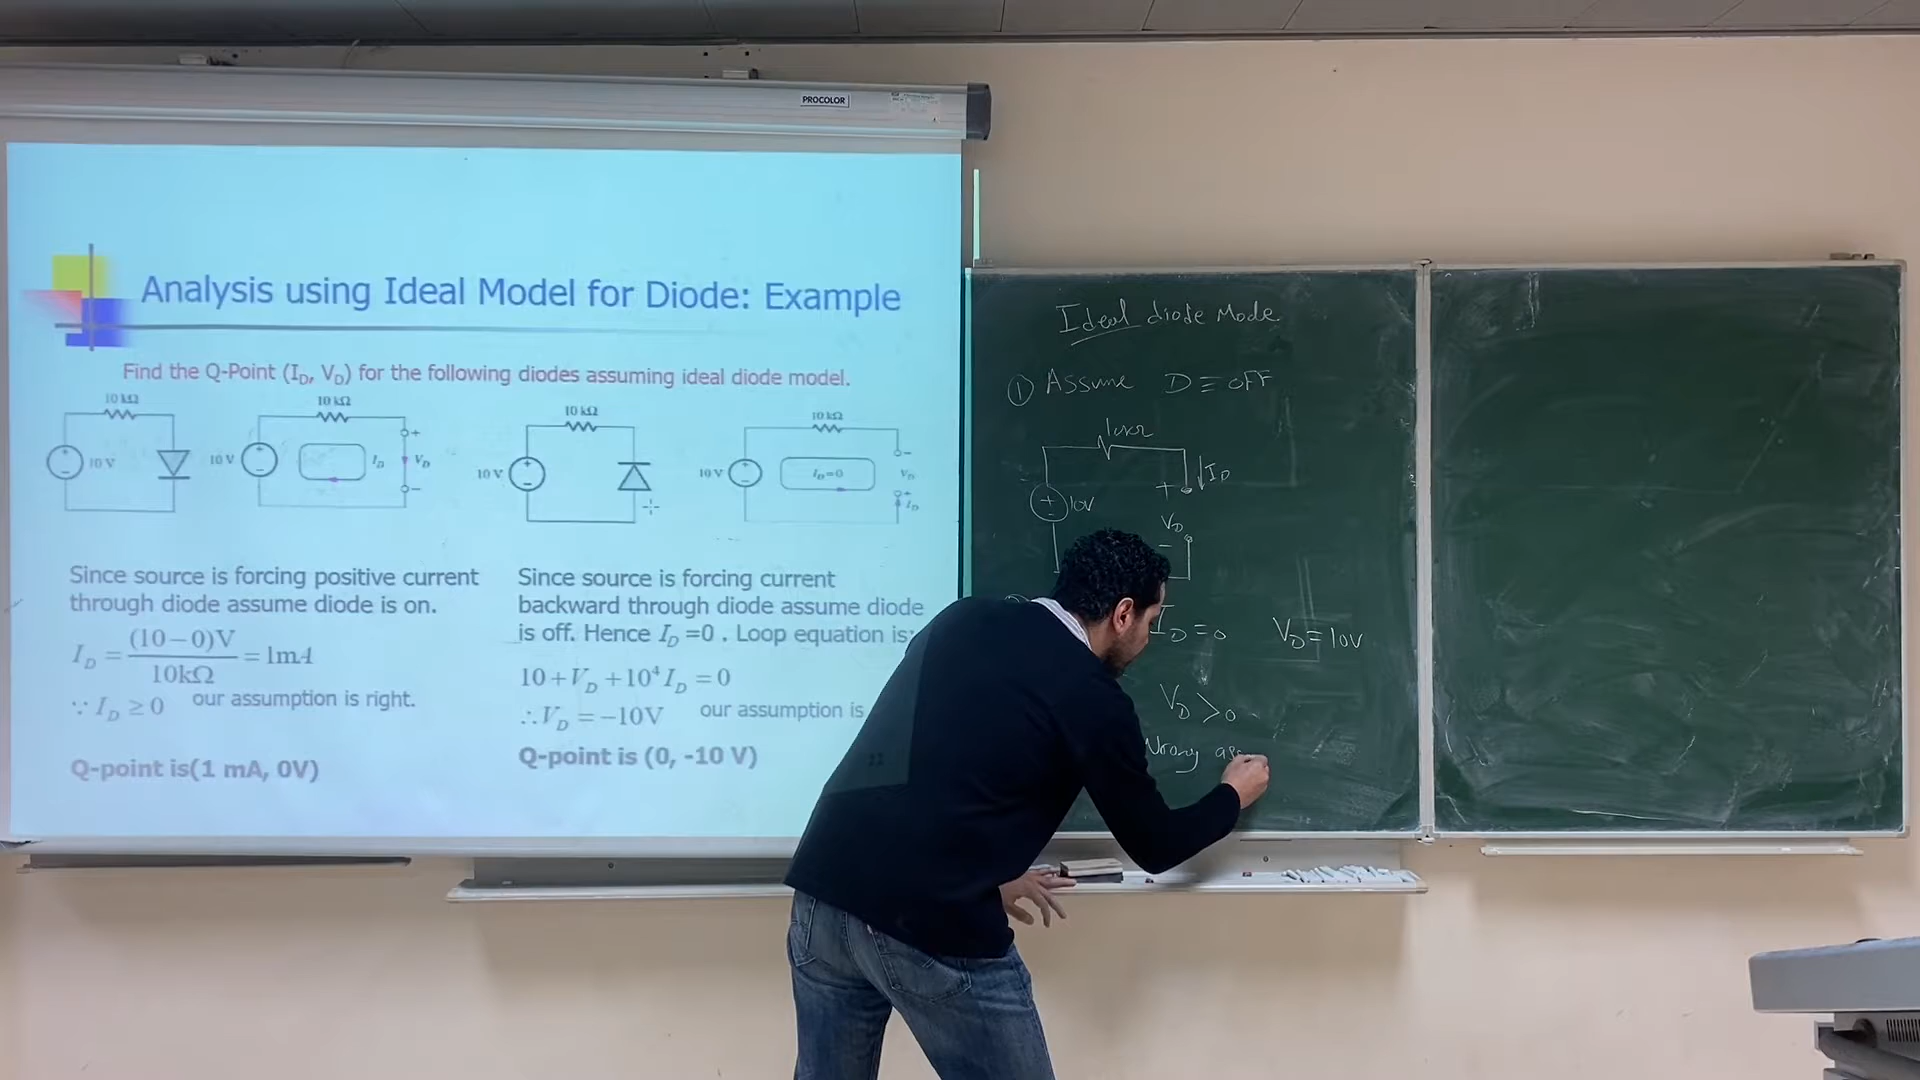 PROCOLOR
Analysis using Ideal Model for Diode: Example
Find the Q-Point (I_D, V_D) for the following diodes assuming ideal diode model.
10 kΩ
10 V
10 kΩ
10 V
I_D
+
V_D
-
10 kΩ
10 V
10 kΩ
10 V
I_D=0
-
V_D
+
I_D
Since source is forcing positive current
through diode assume diode is on.
I_D = (10-0)V / 10kΩ = 1mA
∵ I_D ≥ 0 our assumption is right.
Q-point is(1 mA, 0V)
Since source is forcing current
backward through diode assume diode
is off. Hence I_D =0 . Loop equation is:
10+V_D+10⁴I_D=0
∴V_D=-10V our assumption is
Q-point is (0, -10 V)
Ideal diode Mode
① Assume D ≡ OFF
10kΩ
I_D
+
10V
V_D
-
I_D = 0 V_D = 10V
V_D > 0
Wrong ass